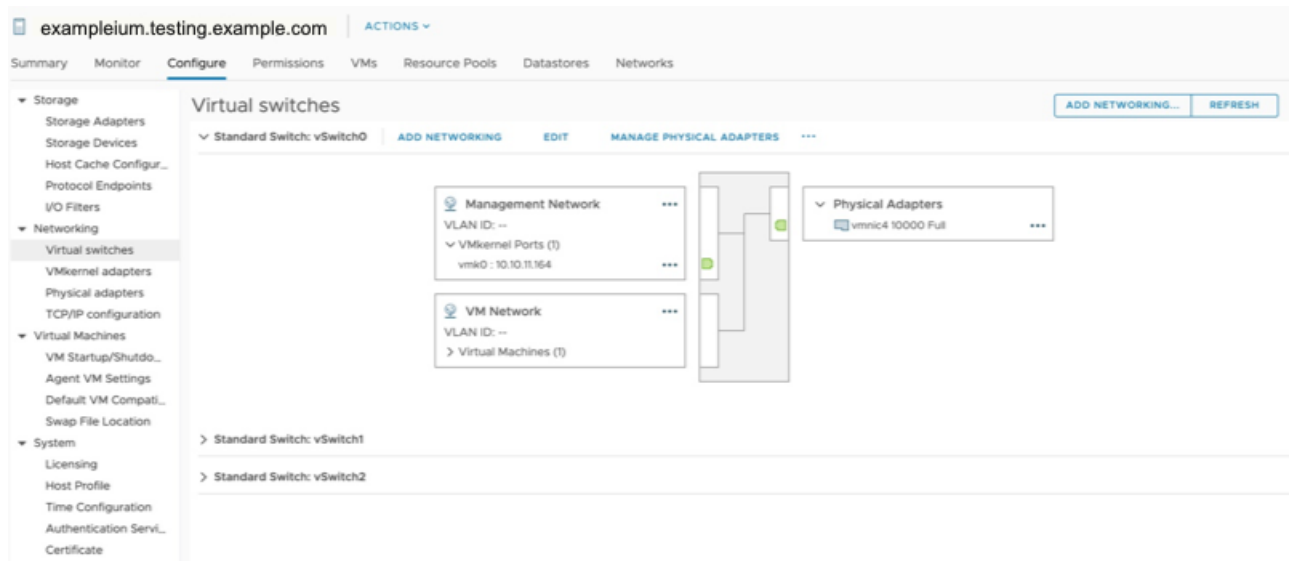 exampleium.testing.example.com ACTIONS
Summary Monitor Configure Permissions VMs Resource Pools Datastores Networks
Storage
Storage Adapters
Storage Devices
Host Cache Configur...
Protocol Endpoints
I/O Filters
Networking
Virtual switches
VMkernel adapters
Physical adapters
TCP/IP configuration
Virtual Machines
VM Startup/Shutdo...
Agent VM Settings
Default VM Compati...
Swap File Location
System
Licensing
Host Profile
Time Configuration
Authentication Servi...
Certificate
Virtual switches
ADD NETWORKING... REFRESH
Standard Switch: vSwitch0 ADD NETWORKING EDIT MANAGE PHYSICAL ADAPTERS ...
Management Network ...
VLAN ID: --
VMkernel Ports (1)
vmk0 : 10.10.11.164 ...
VM Network ...
VLAN ID: --
Virtual Machines (1)
Physical Adapters
vmnic4 10000 Full ...
Standard Switch: vSwitch1
Standard Switch: vSwitch2